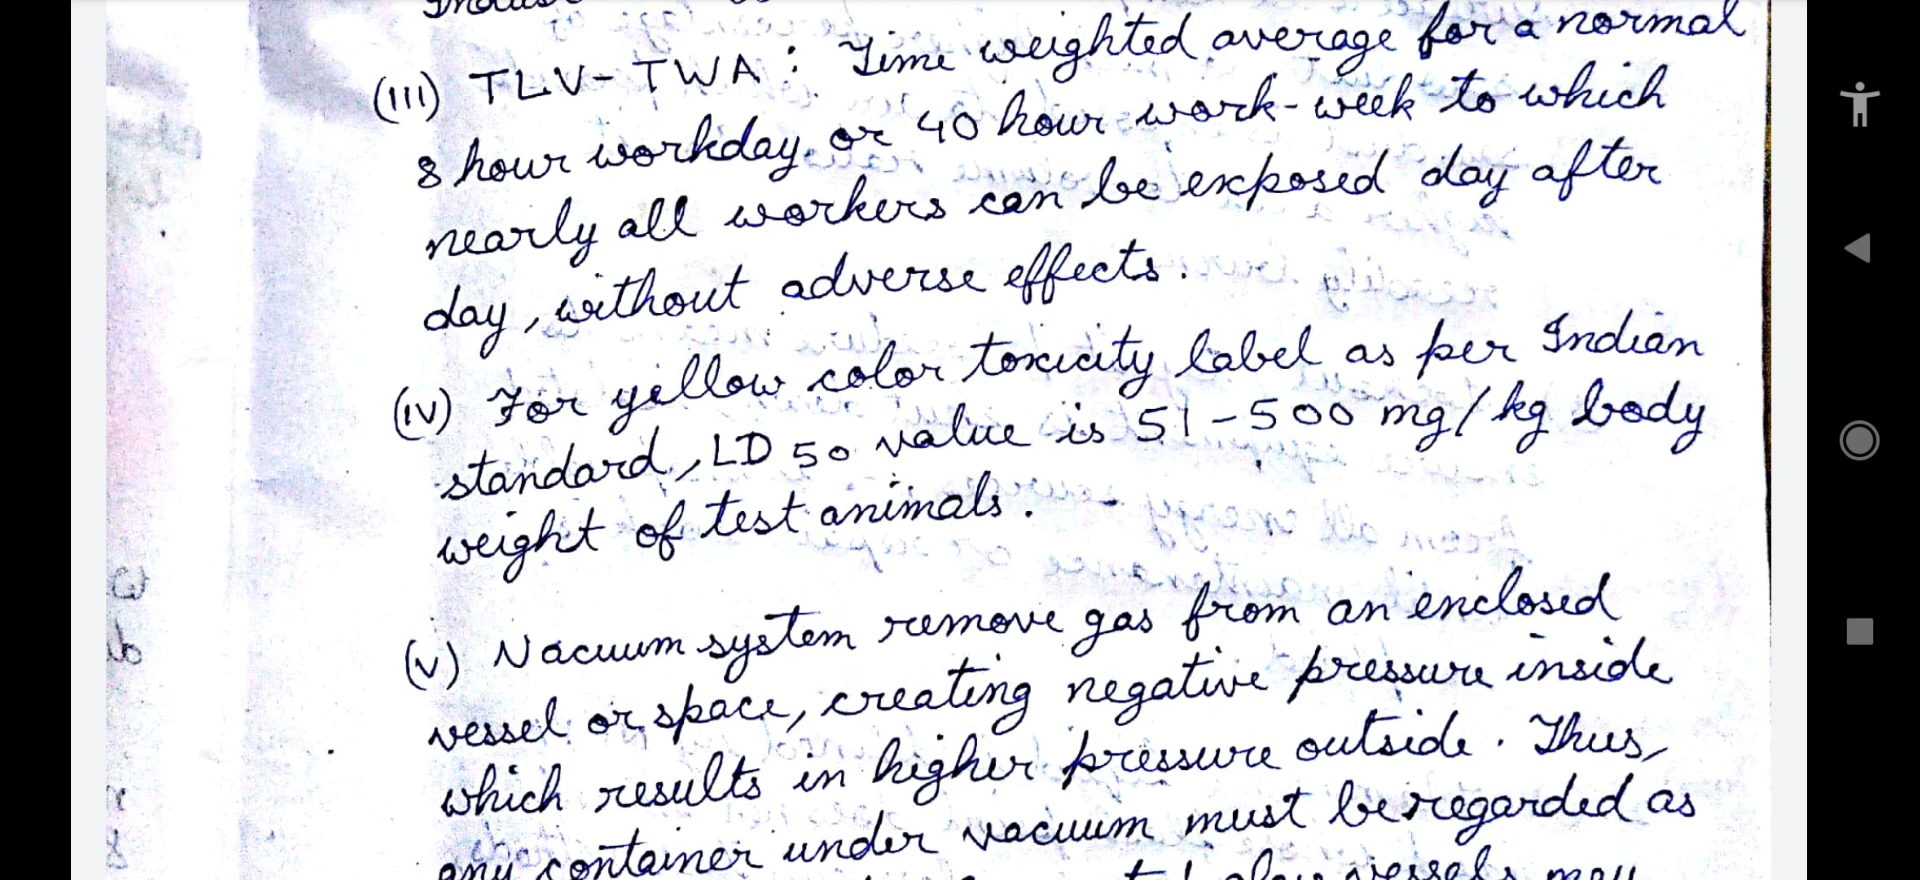 (III) TLV-TWA : Time weighted average for a normal
8 hour workday or 40 hour work-week to which
nearly all workers can be exposed day after
day, without adverse effects.
(IV) For yellow color toxicity label as per Indian
standard, LD 50 value is 51-500 mg/kg body
weight of test animals.
(V) Vacuum system remove gas from an enclosed
vessel or space, creating negative pressure inside
which results in higher pressure outside. Thus,
any container under vacuum must be regarded as
vessels may